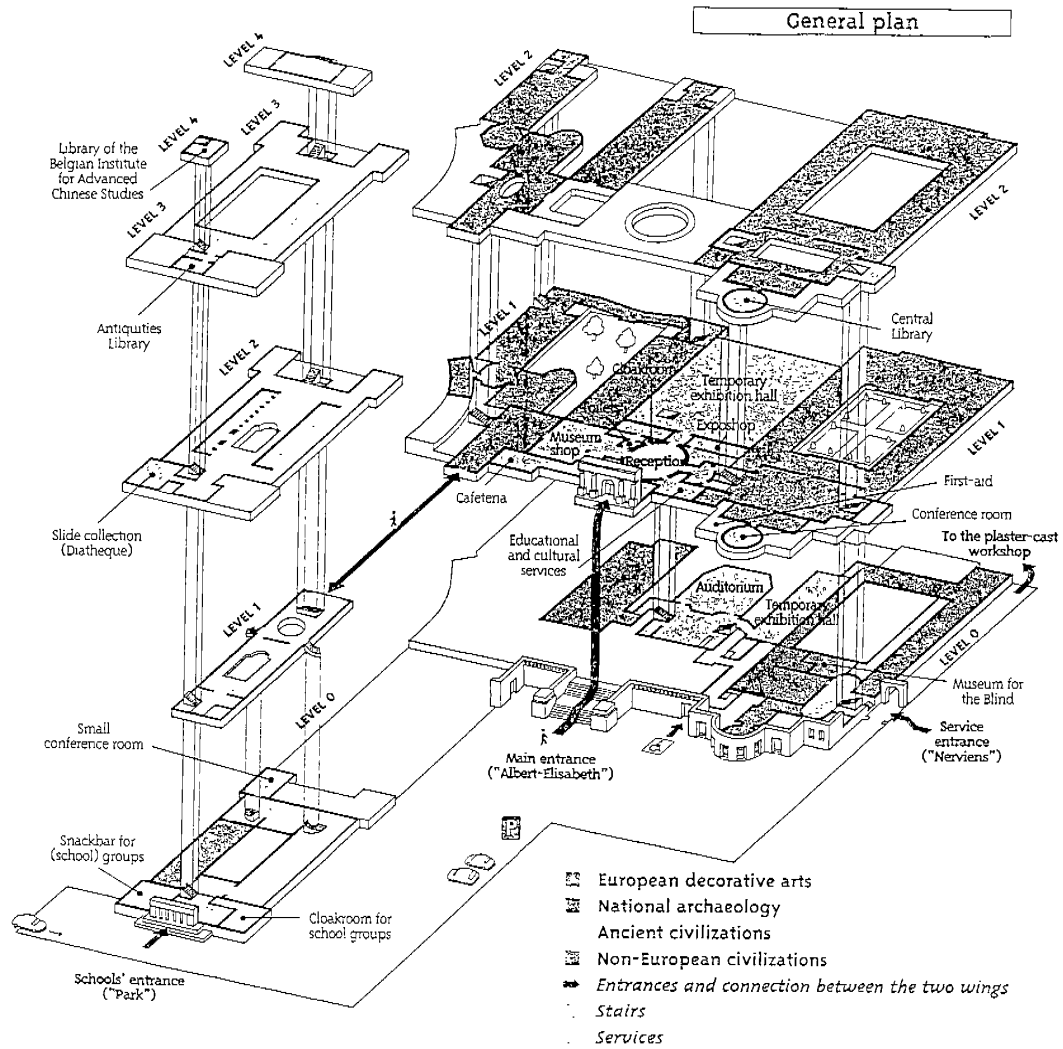 General plan
LEVEL 4
LEVEL 3
LEVEL 4
Library of the
Belgian Institute
for Advanced
Chinese Studies
LEVEL 3
Antiquities
Library
LEVEL 2
Slide collection
(Diatheque)
LEVEL 1
LEVEL 0
Small
conference room
Snackbar for
(school) groups
Cloakroom for
school groups
Schools' entrance
("Park")
LEVEL 2
LEVEL 2
Central
Library
LEVEL 1
Cloakroom
Temporary
exhibition hall
Toilets
Exposhop
Museum
shop
Reception
Cafeteria
LEVEL 1
First-aid
Conference room
To the plaster-cast
workshop
Educational
and cultural
services
Auditorium
Temporary
exhibition hall
LEVEL 0
Museum for
the Blind
Service
entrance
("Nerviens")
Main entrance
("Albert-Elisabeth")
P
European decorative arts
National archaeology
Ancient civilizations
Non-European civilizations
Entrances and connection between the two wings
Stairs
Services